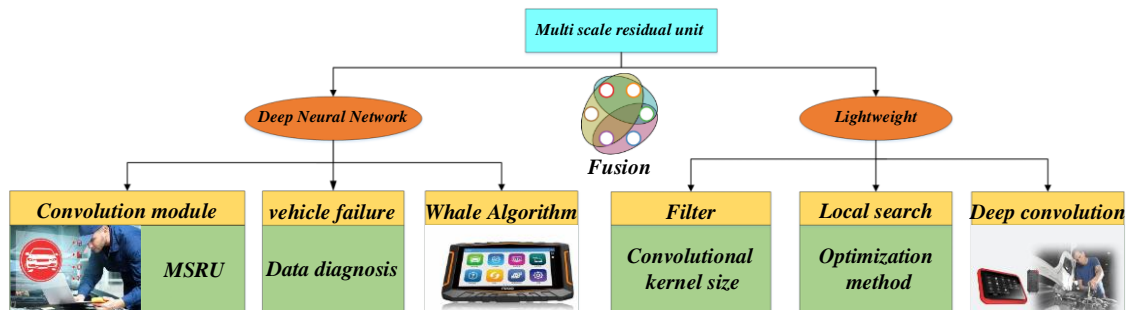 Multi scale residual unit
Deep Neural Network
Lightweight
Fusion
Convolution module
vehicle failure
Whale Algorithm
Filter
Local search
Deep convolution
MSRU
Data diagnosis
Convolutional
kernel size
Optimization
method